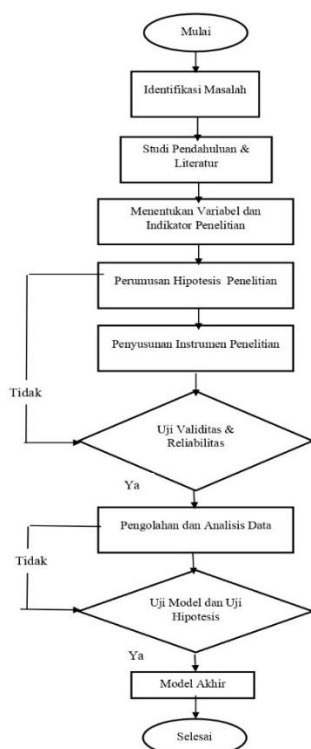 Mulai
Identifikasi Masalah
Studi Pendahuluan &
Literatur
Menentukan Variabel dan
Indikator Penelitian
Perumusan Hipotesis Penelitian
Penyusunan Instrumen Penelitian
Tidak
Uji Validitas &
Reliabilitas
Ya
Pengolahan dan Analisis Data
Tidak
Uji Model dan Uji
Hipotesis
Ya
Model Akhir
Selesai